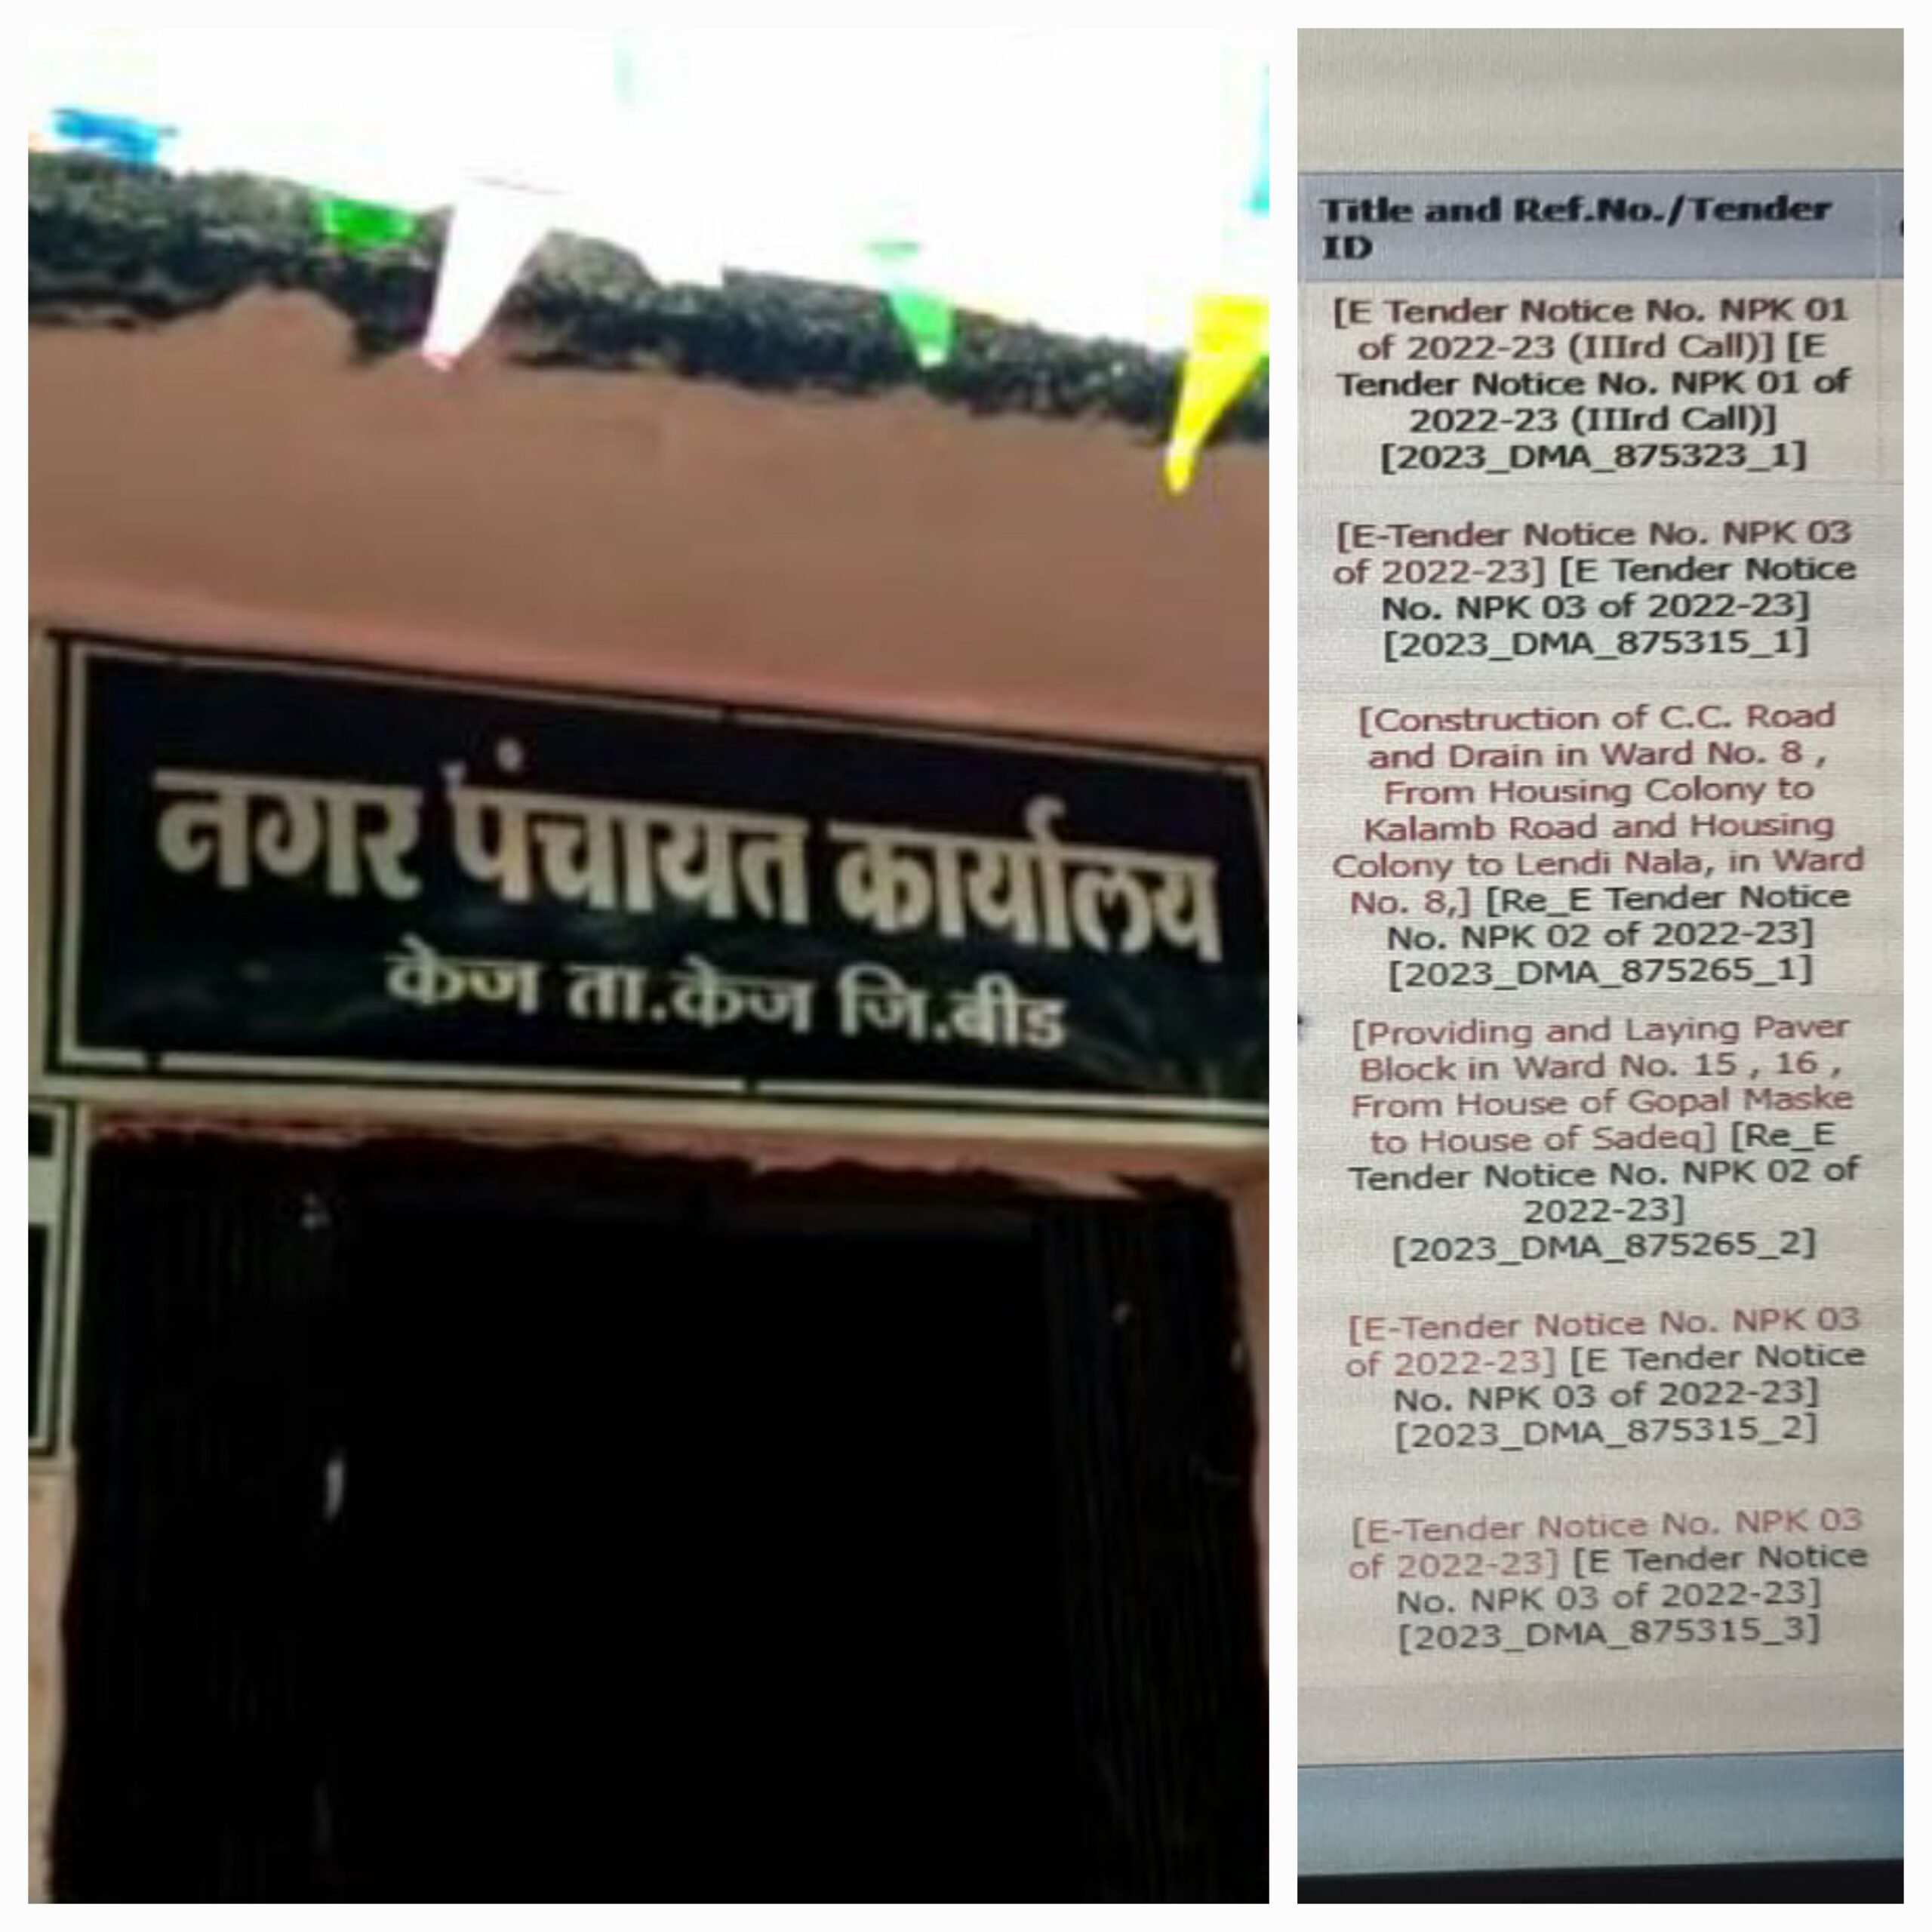 नगर पंचायत कार्यालय
केज ता.केज जि.बीड
Title and Ref.No./Tender
ID
[E Tender Notice No. NPK 01
of 2022-23 (IIIrd Call)] [E
Tender Notice No. NPK 01 of
2022-23 (IIIrd Call)]
[2023_DMA_875323_1]
[E-Tender Notice No. NPK 03
of 2022-23] [E Tender Notice
No. NPK 03 of 2022-23]
[2023_DMA_875315_1]
[Construction of C.C. Road
and Drain in Ward No. 8 ,
From Housing Colony to
Kalamb Road and Housing
Colony to Lendi Nala, in Ward
No. 8,] [Re_E Tender Notice
No. NPK 02 of 2022-23]
[2023_DMA_875265_1]
[Providing and Laying Paver
Block in Ward No. 15 , 16 ,
From House of Gopal Maske
to House of Sadeq] [Re_E
Tender Notice No. NPK 02 of
2022-23]
[2023_DMA_875265_2]
[E-Tender Notice No. NPK 03
of 2022-23] [E Tender Notice
No. NPK 03 of 2022-23]
[2023_DMA_875315_2]
[E-Tender Notice No. NPK 03
of 2022-23] [E Tender Notice
No. NPK 03 of 2022-23]
[2023_DMA_875315_3]